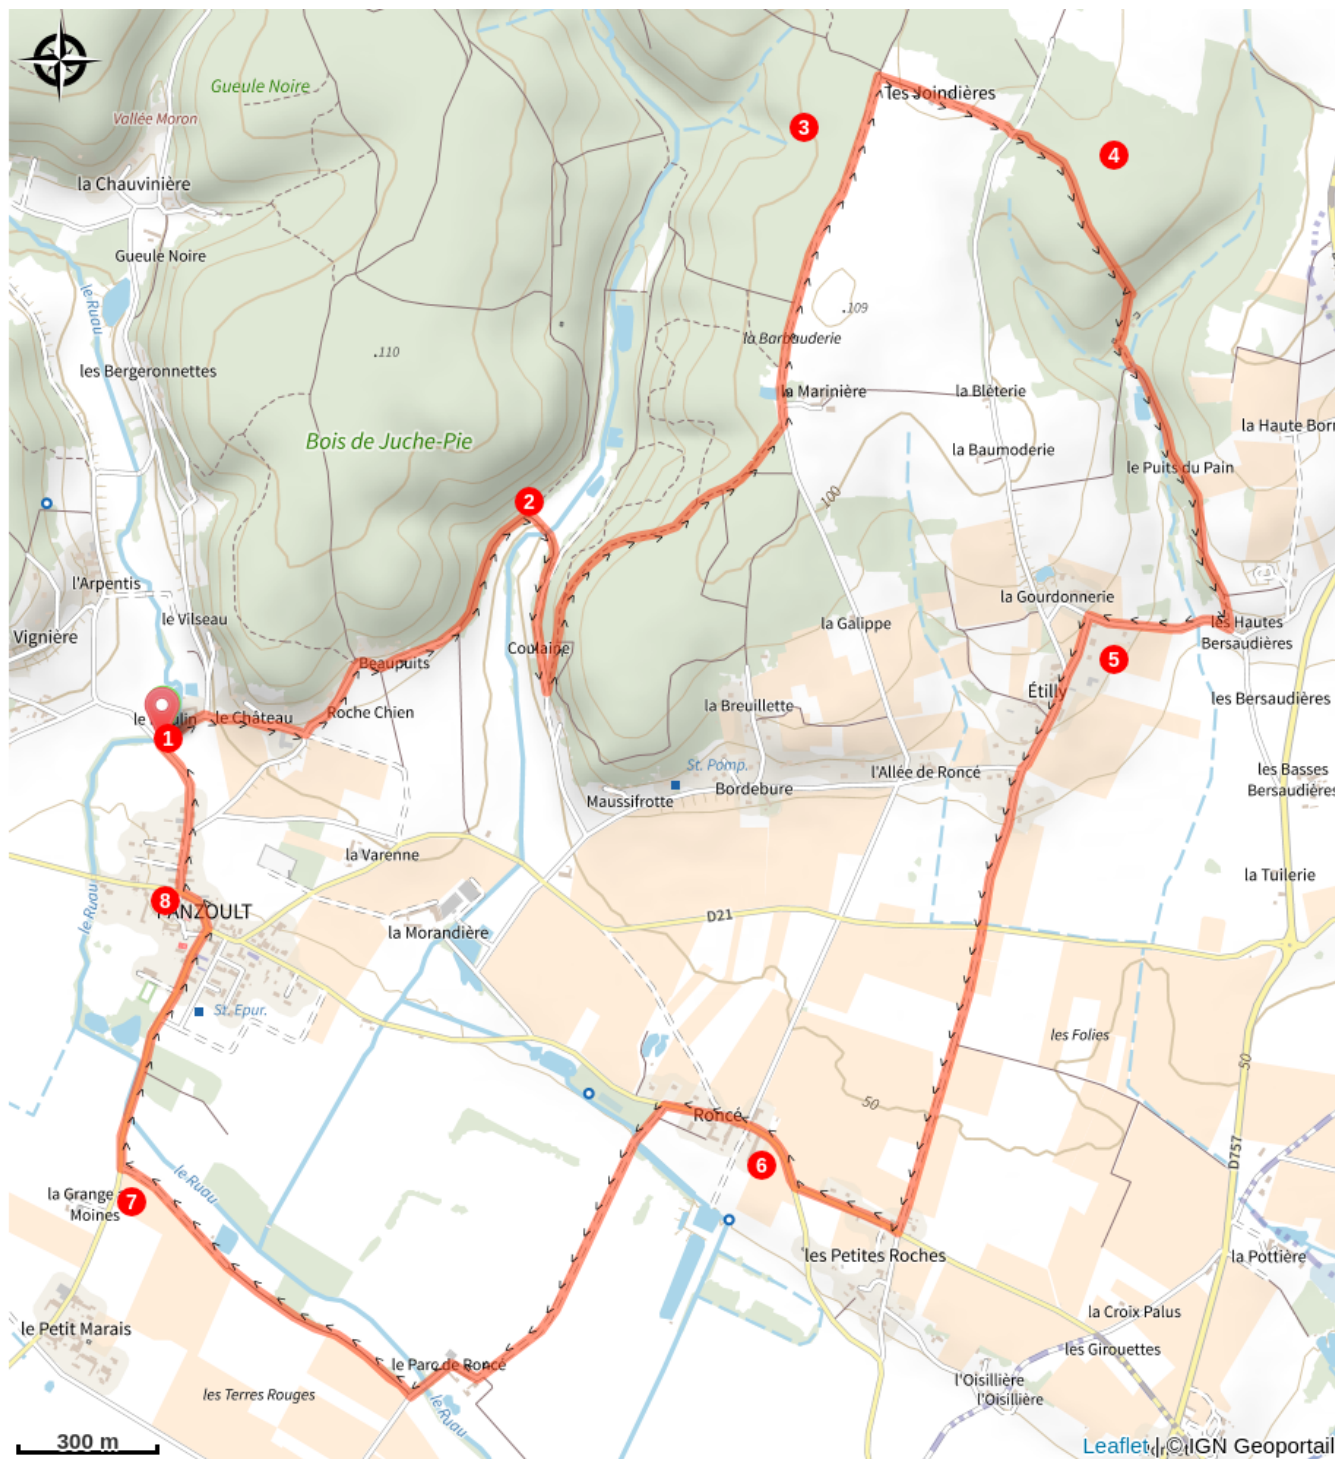 Gueule Noire
Vallée Moron
la Chauvinière
Gueule Noire
le Ruau
les Bergeronnettes
.110
Bois de Juche-Pie
3
les Joindières
4
.109
la Barbauderie
la Marinière
la Blèterie
la Baumoderie
la Haute Bor
le Puits du Pain
100
2
l'Arpentis
le Vilseau
Vignière
la Gourdonnerie
la Galippe
les Hautes
Bersaudières
5
Étilly
les Bersaudières
Coulaine
Beaupuits
Roche Chien
le Château
le Moulin
1
la Breuillette
St. Pomp.
Bordebure
l'Allée de Roncé
Maussifrotte
les Basses
Bersaudières
la Varenne
la Tuilerie
8
PANZOULT
la Morandière
D21
le Ruau
St. Epur.
les Folies
50
50
Roncé
6
D757
le Ruau
la Grange
Moines
7
les Petites Roches
la Pottière
la Croix Palus
les Girouettes
le Petit Marais
le Parc de Roncé
les Terres Rouges
le Ruau
l'Oisillière
l'Oisillière
300 m
Leaflet | © IGN Geoportail